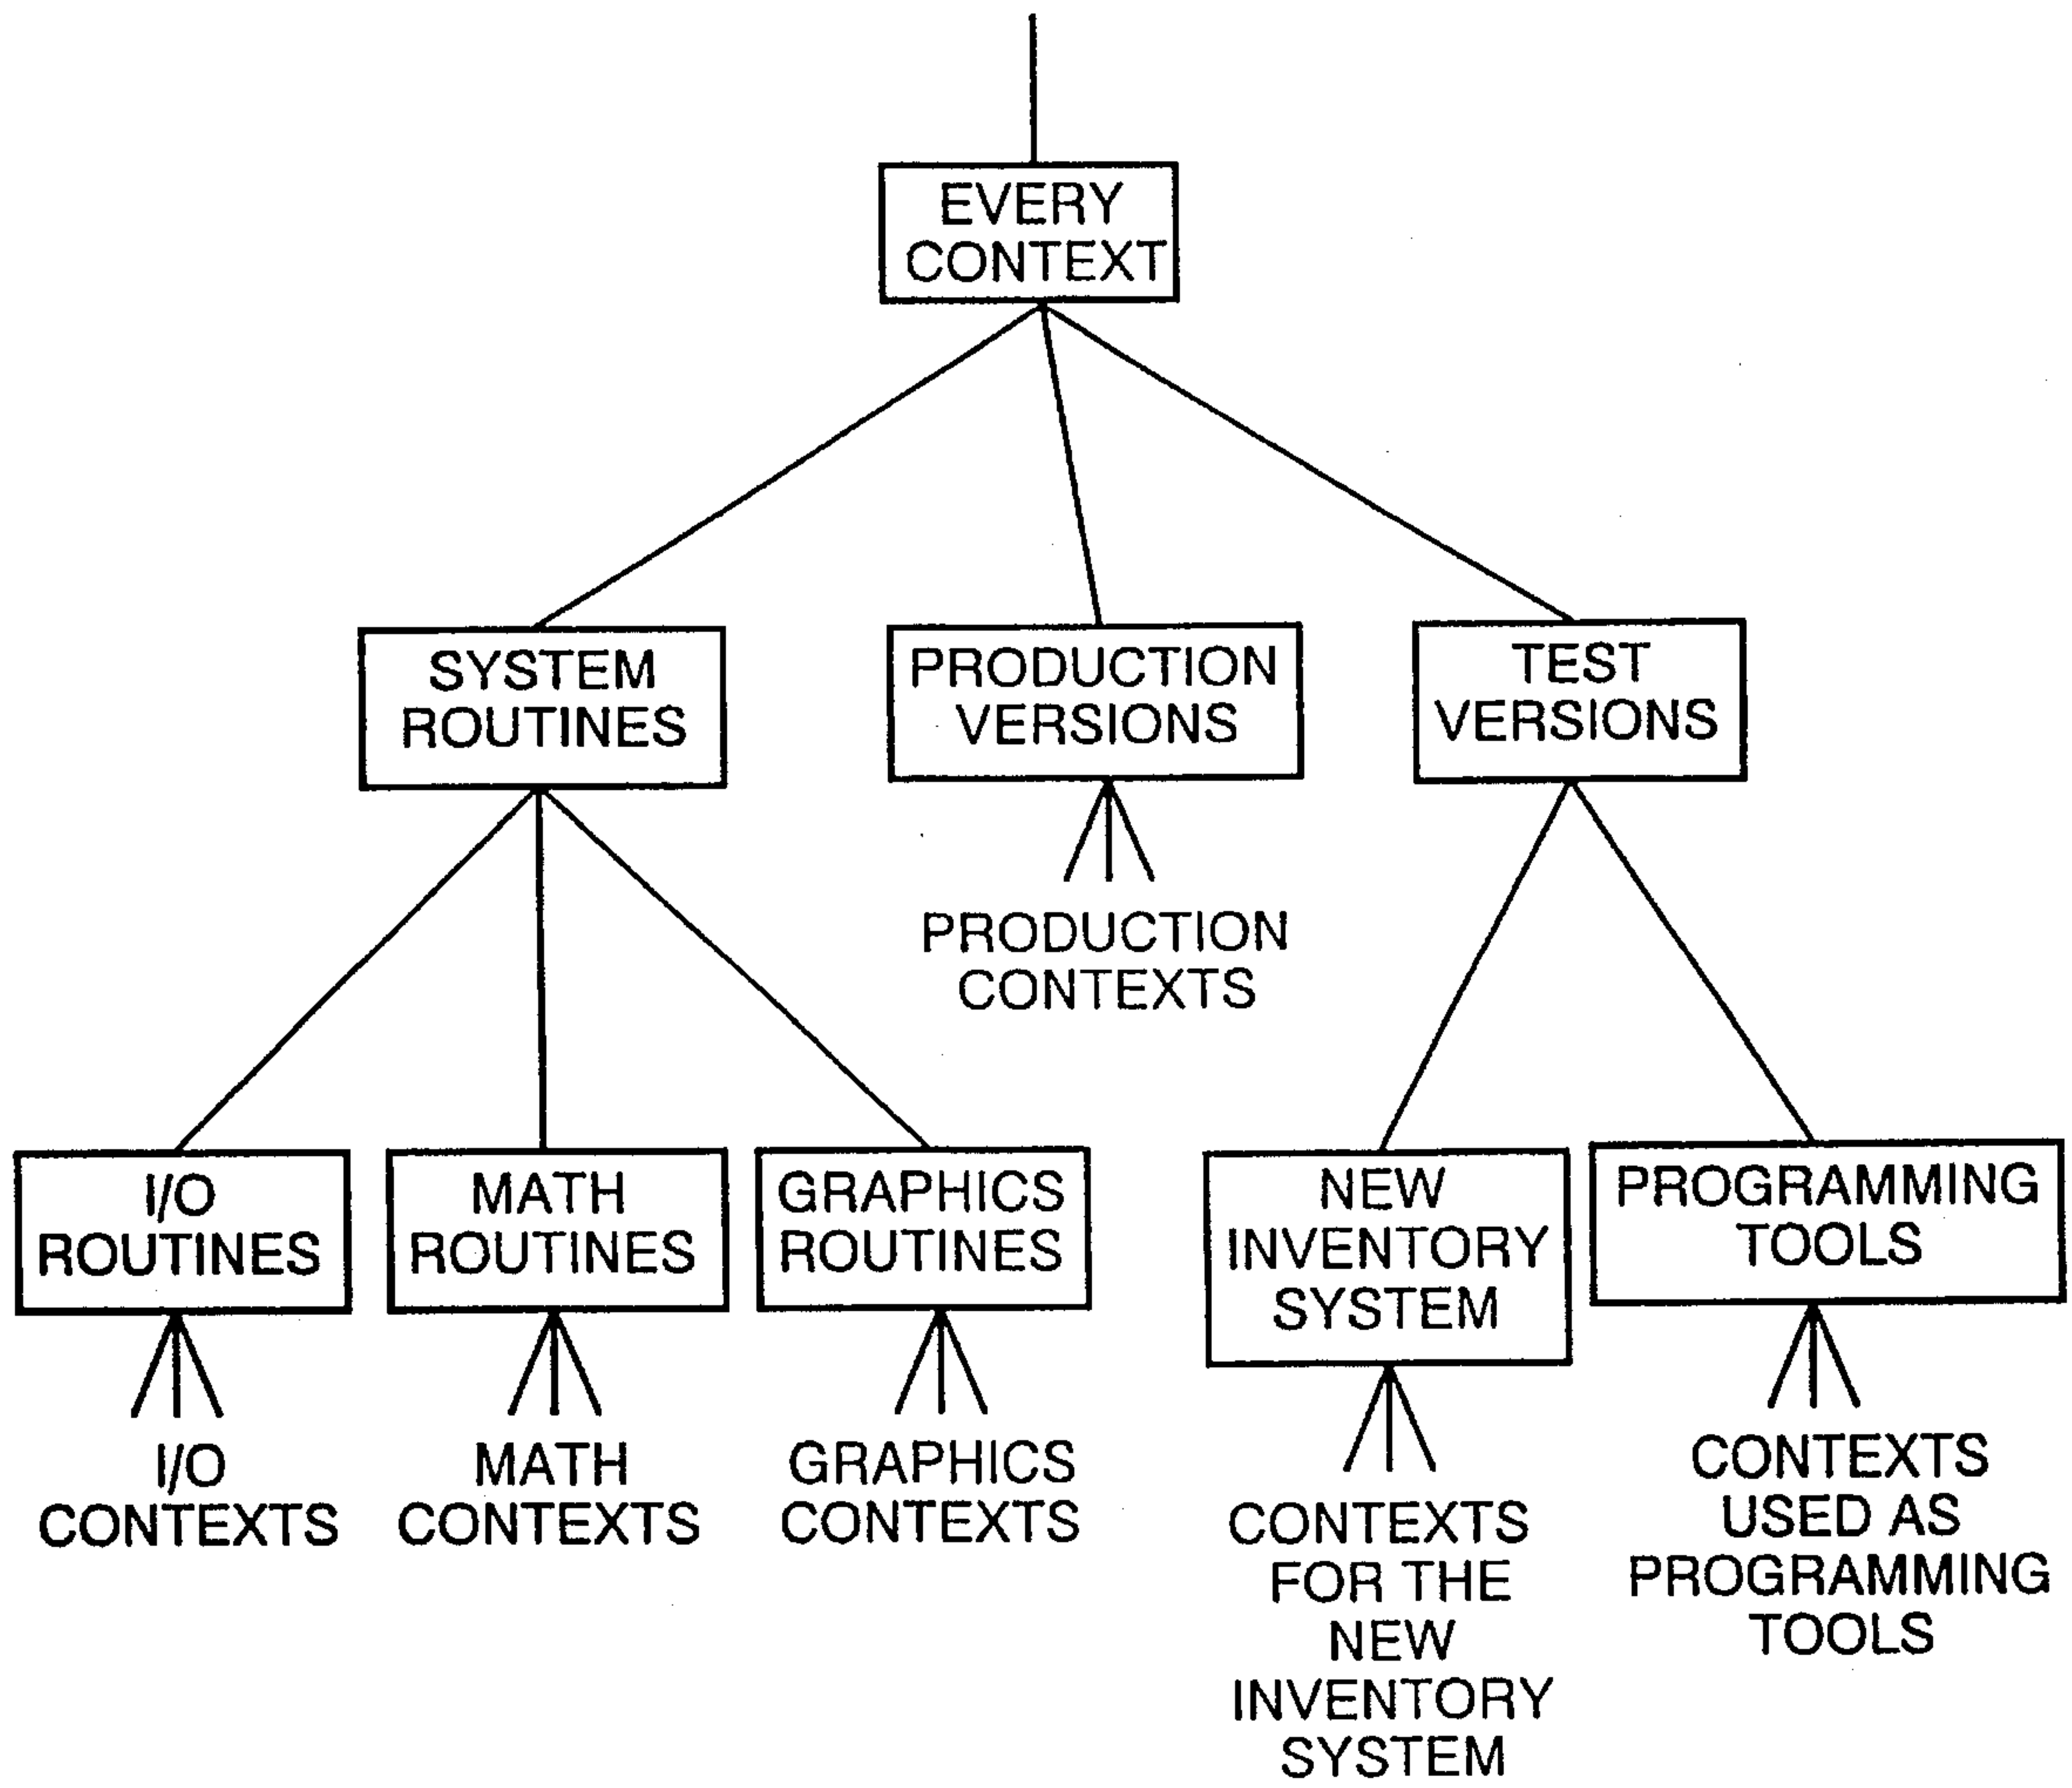 EVERY
CONTEXT
SYSTEM
ROUTINES
PRODUCTION
VERSIONS
TEST
VERSIONS
PRODUCTION
CONTEXTS
I/O
ROUTINES
MATH
ROUTINES
GRAPHICS
ROUTINES
NEW
INVENTORY
SYSTEM
PROGRAMMING
TOOLS
I/O
CONTEXTS
MATH
CONTEXTS
GRAPHICS
CONTEXTS
CONTEXTS
FOR THE
NEW
INVENTORY
SYSTEM
CONTEXTS
USED AS
PROGRAMMING
TOOLS